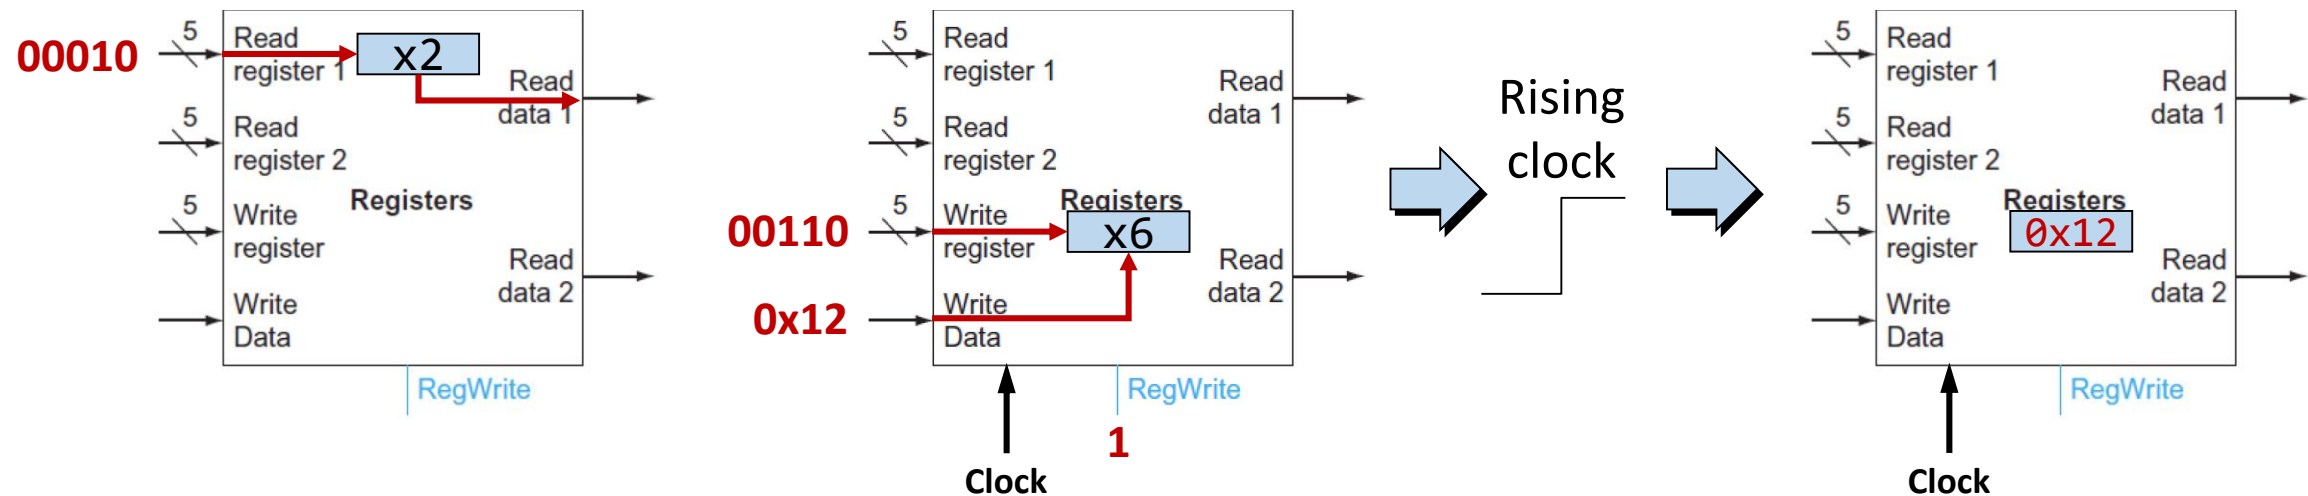 00010
5
Read
register 1
x2
Read
data 1
5
Read
register 2
5
Write
register
Registers
Read
data 2
Write
Data
RegWrite
5
Read
register 1
Read
data 1
5
Read
register 2
Registers
00110
5
Write
register
x6
Read
data 2
0x12
Write
Data
RegWrite
1
Clock
Rising
clock
5
Read
register 1
Read
data 1
5
Read
register 2
Registers
5
Write
register
0x12
Read
data 2
Write
Data
RegWrite
Clock